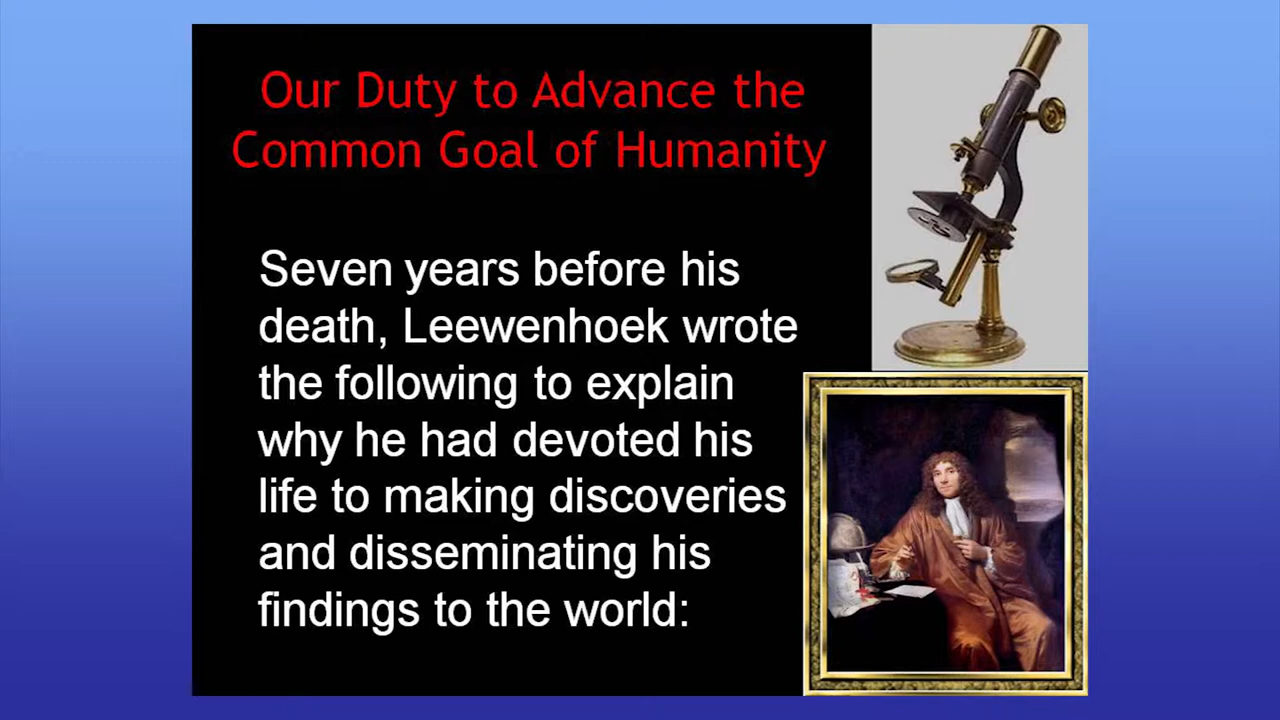 Our Duty to Advance the
Common Goal of Humanity
Seven years before his
death, Leewenhoek wrote
the following to explain
why he had devoted his
life to making discoveries
and disseminating his
findings to the world: